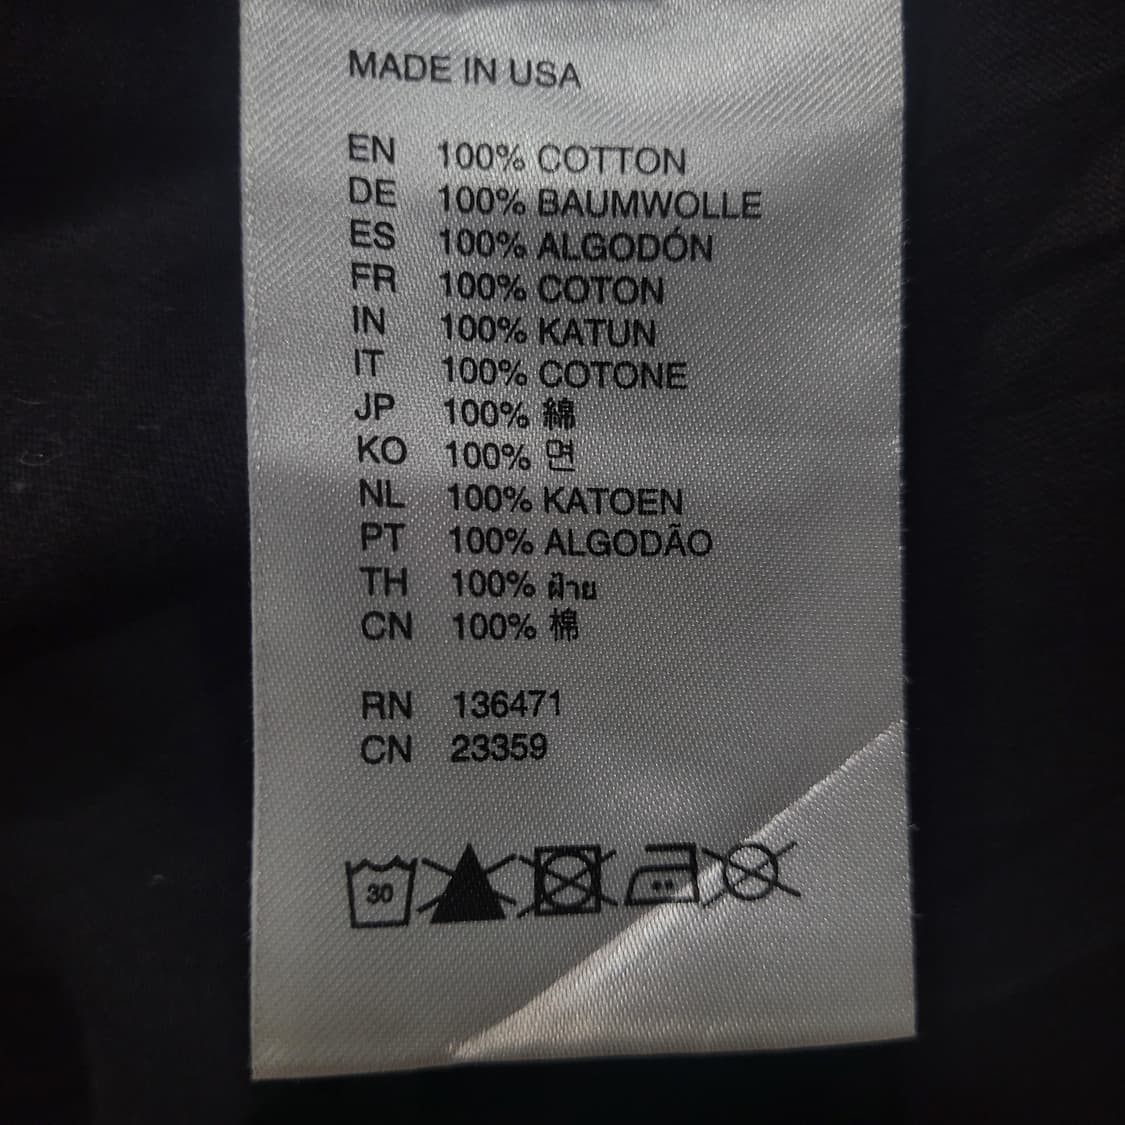 MADE IN USA
EN 100% COTTON
DE 100% BAUMWOLLE
ES 100% ALGODÓN
FR 100% COTON
IN 100% KATUN
IT 100% COTONE
JP 100% 綿
KO 100% 면
NL 100% KATOEN
PT 100% ALGODÃO
TH 100% ฝ้าย
CN 100% 棉
RN 136471
CN 23359
30